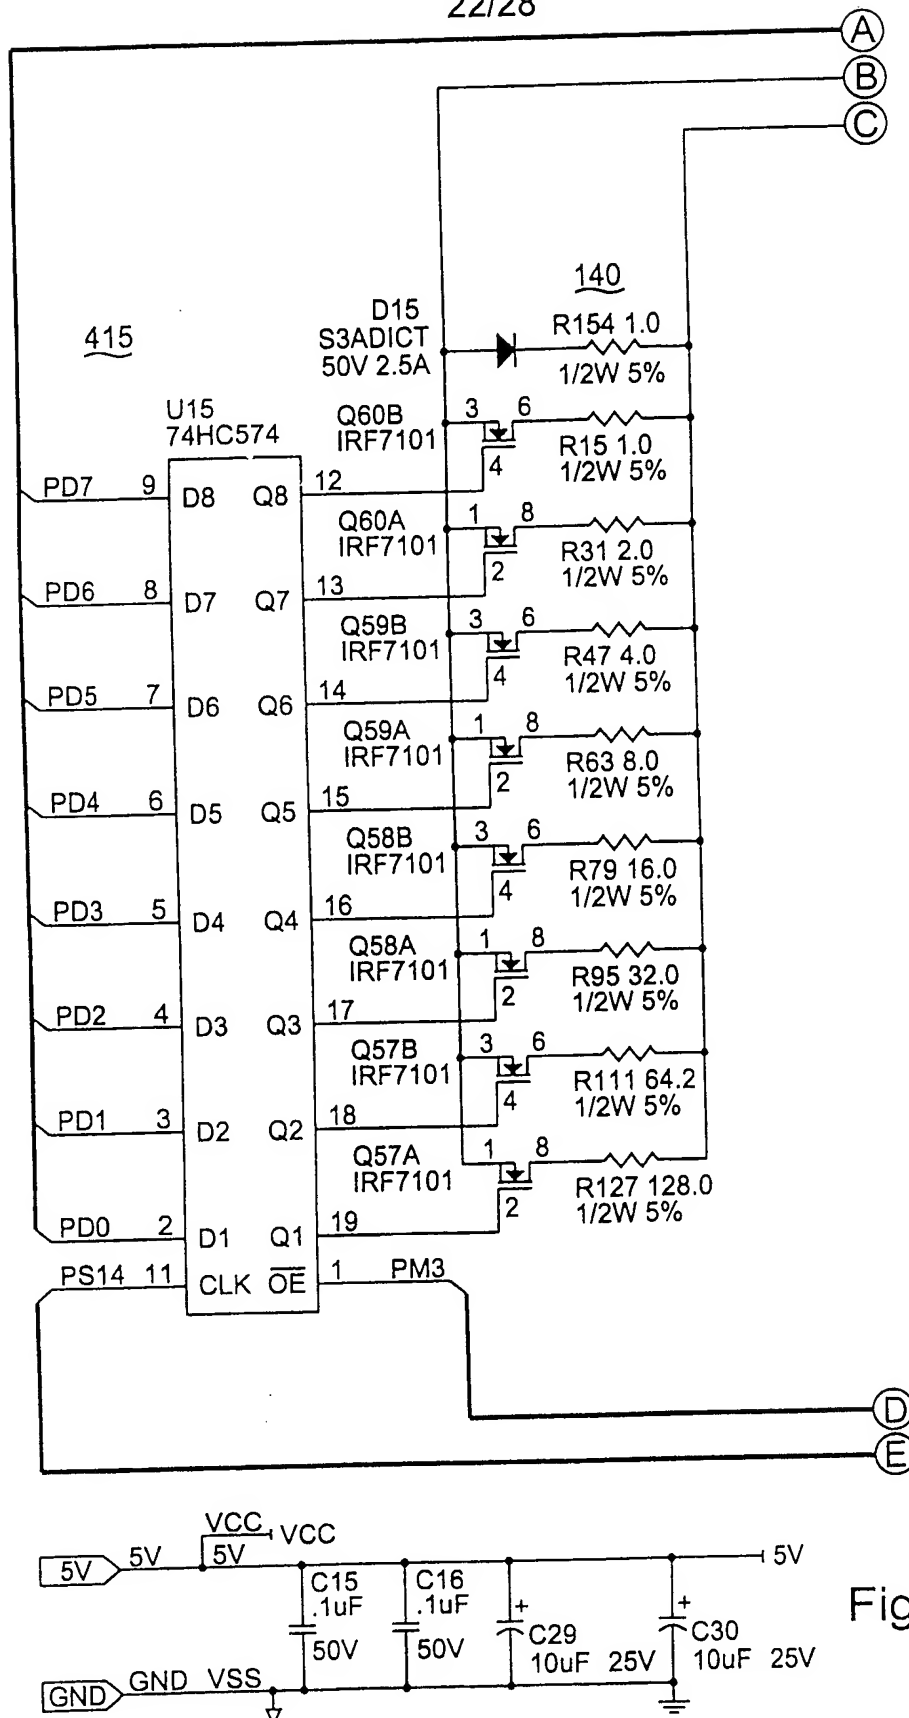 22/28
A
B
C
140
415
D15
S3ADICT
50V 2.5A
R154 1.0
1/2W 5%
U15
74HC574
Q60B
IRF7101
3 6
4
R15 1.0
1/2W 5%
PD7 9 D8 Q8 12
Q60A
IRF7101
1 8
2
R31 2.0
1/2W 5%
PD6 8 D7 Q7 13
Q59B
IRF7101
3 6
4
R47 4.0
1/2W 5%
PD5 7 D6 Q6 14
Q59A
IRF7101
1 8
2
R63 8.0
1/2W 5%
PD4 6 D5 Q5 15
Q58B
IRF7101
3 6
4
R79 16.0
1/2W 5%
PD3 5 D4 Q4 16
Q58A
IRF7101
1 8
2
R95 32.0
1/2W 5%
PD2 4 D3 Q3 17
Q57B
IRF7101
3 6
4
R111 64.2
1/2W 5%
PD1 3 D2 Q2 18
Q57A
IRF7101
1 8
2
R127 128.0
1/2W 5%
PD0 2 D1 Q1 19
PS14 11 CLK OE 1 PM3
D
E
VCC VCC
5V 5V 5V 5V
C15
.1uF
50V
C16
.1uF
50V
+
C29
10uF 25V
+
C30
10uF 25V
Fig
GND GND VSS